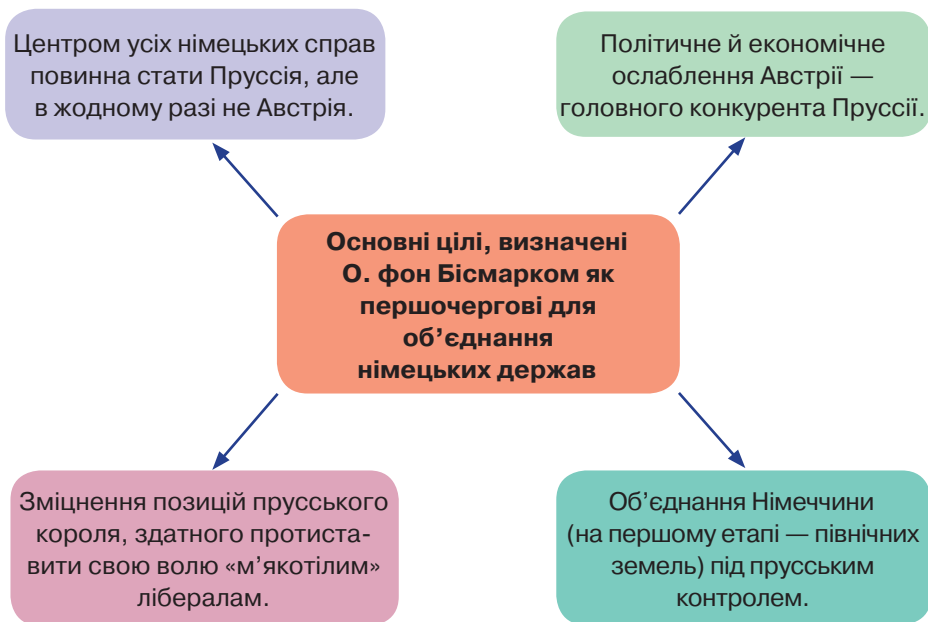 Центром усіх німецьких справ
повинна стати Пруссія, але
в жодному разі не Австрія.
Політичне й економічне
ослаблення Австрії —
головного конкурента Пруссії.
Основні цілі, визначені
О. фон Бісмарком як
першочергові для
об’єднання
німецьких держав
Зміцнення позицій прусського
короля, здатного протиста-
вити свою волю «м’якотілим»
лібералам.
Об’єднання Німеччини
(на першому етапі — північних
земель) під прусським
контролем.